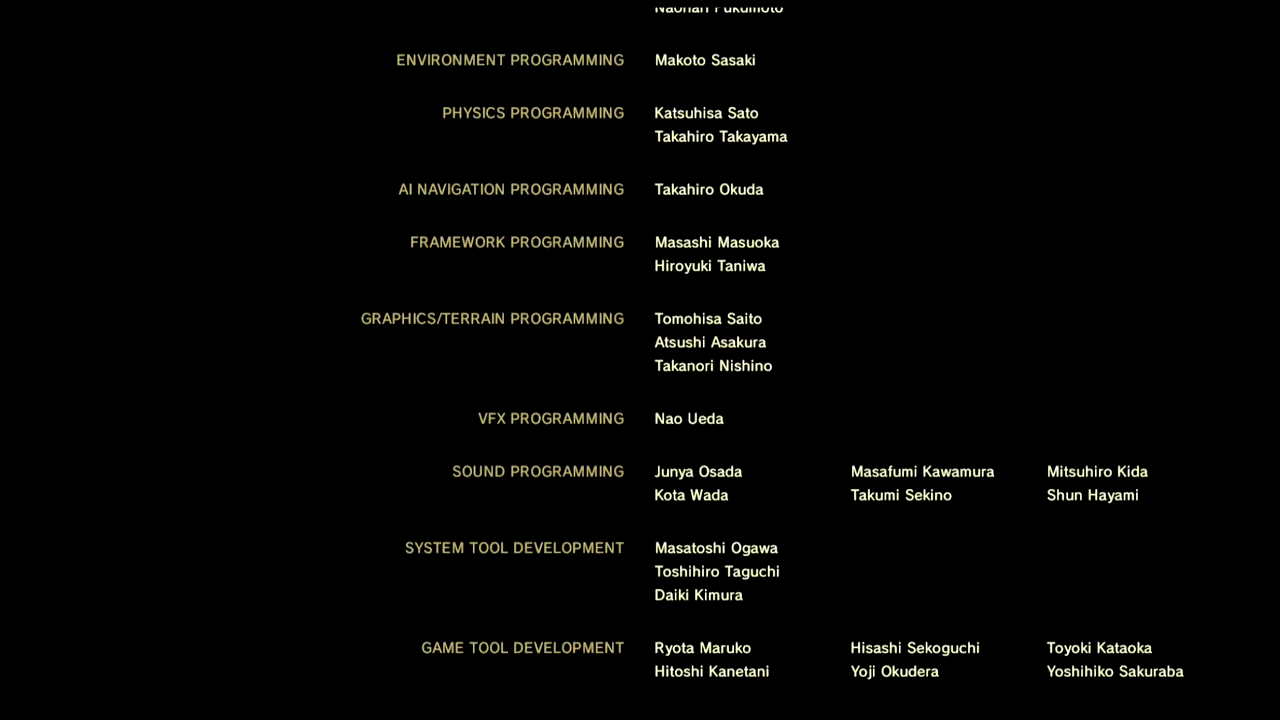 ENVIRONMENT PROGRAMMING Makoto Sasaki
PHYSICS PROGRAMMING Katsuhisa Sato
Takahiro Takayama
AI NAVIGATION PROGRAMMING Takahiro Okuda
FRAMEWORK PROGRAMMING Masashi Masuoka
Hiroyuki Taniwa
GRAPHICS/TERRAIN PROGRAMMING Tomohisa Saito
Atsushi Asakura
Takanori Nishino
VFX PROGRAMMING Nao Ueda
SOUND PROGRAMMING Junya Osada Masafumi Kawamura Mitsuhiro Kida
Kota Wada Takumi Sekino Shun Hayami
SYSTEM TOOL DEVELOPMENT Masatoshi Ogawa
Toshihiro Taguchi
Daiki Kimura
GAME TOOL DEVELOPMENT Ryota Maruko Hisashi Sekoguchi Toyoki Kataoka
Hitoshi Kanetani Yoji Okudera Yoshihiko Sakuraba